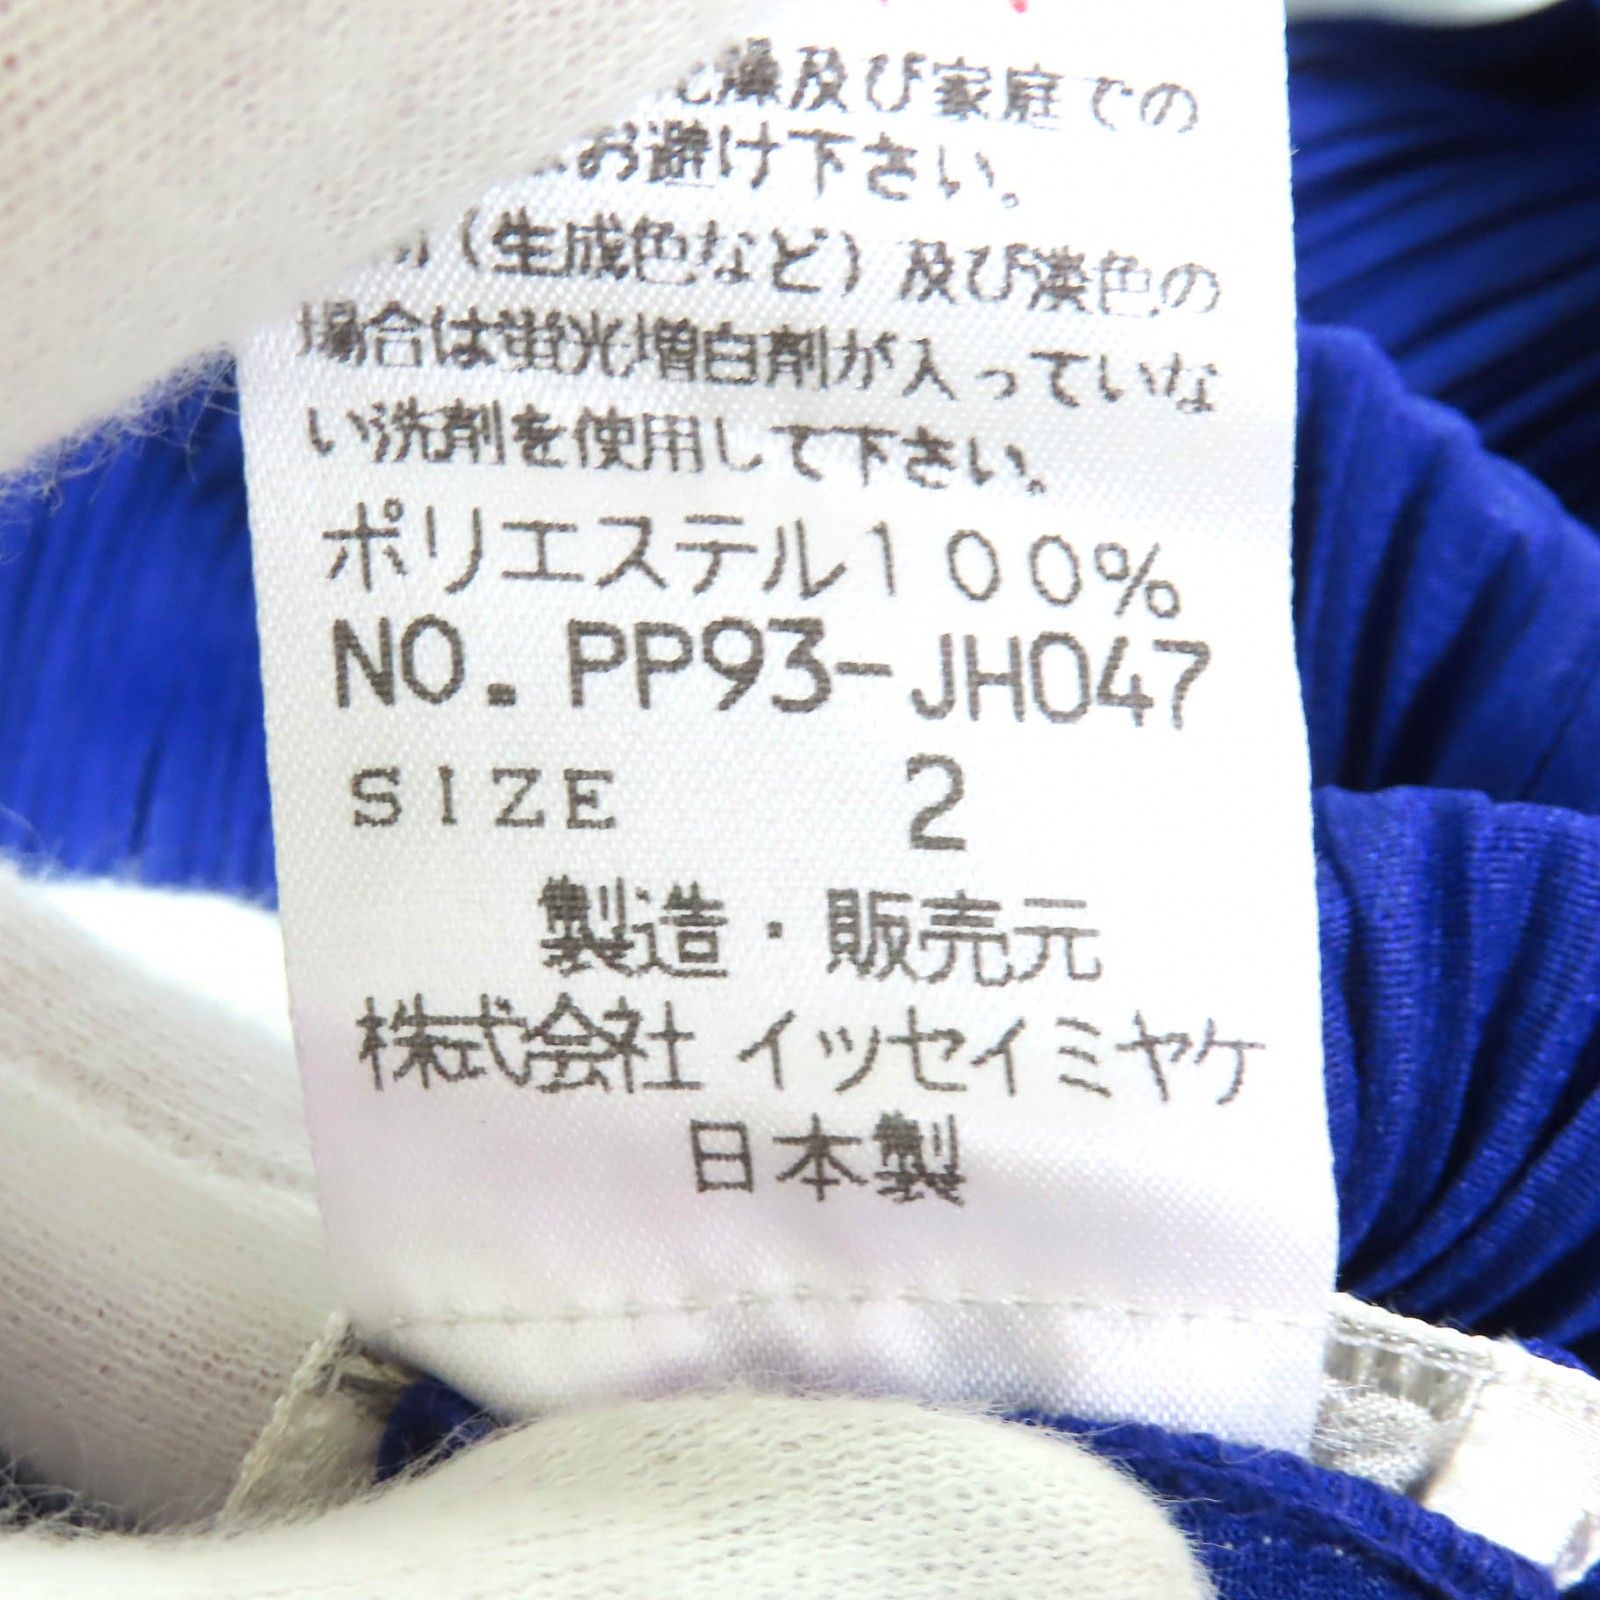 燥及び家庭での
お避け下さい。
(生成色など)及び淡色の
場合は蛍光増白剤が入っていな
い洗剤を使用して下さい。
ポリエステル100%
NO. PP93-JH047
SIZE 2
製造・販売元
株式会社 イッセイミヤケ
日本製